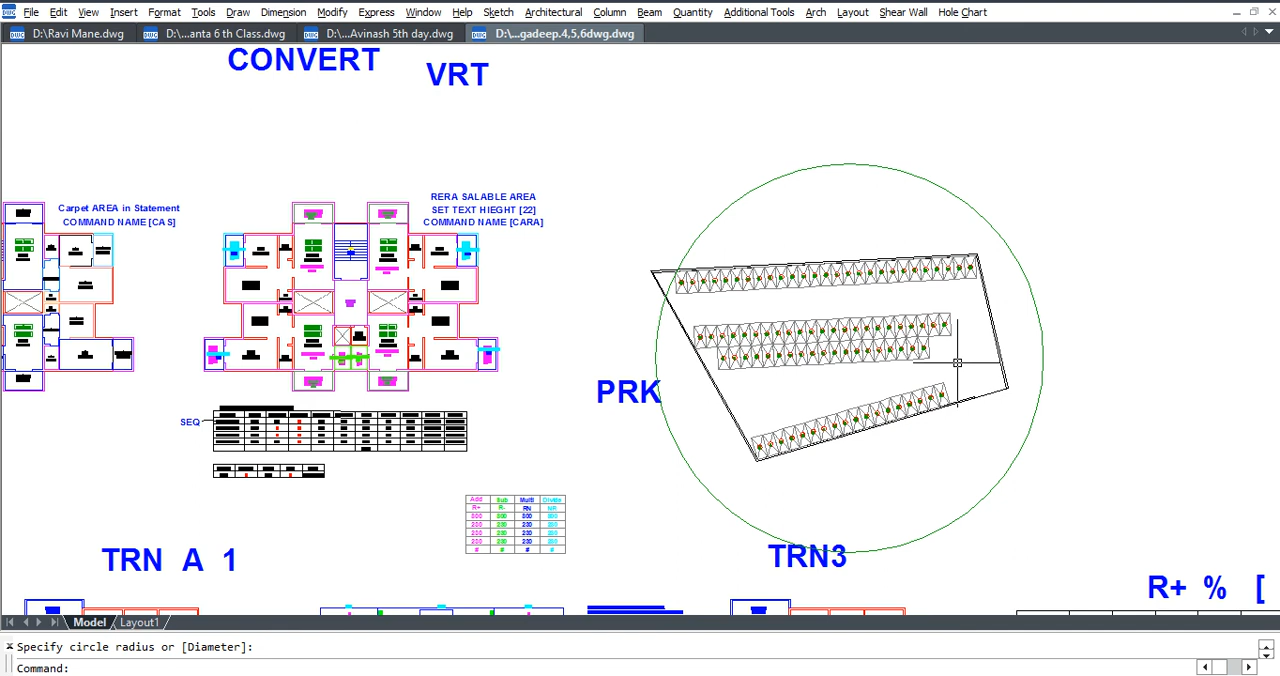 File Edit View Insert Format Tools Draw Dimension Modify Express Window Help Sketch Architectural Column Beam Quantity Additional Tools Arch Layout Shear Wall Hole Chart
D:\Ravi Mane.dwg D:\...anta 6 th Class.dwg D:\...Avinash 5th day.dwg D:\...gadeep.4,5,6dwg.dwg
CONVERT
VRT
Carpet AREA in Statement
COMMAND NAME [CAS]
RERA SALABLE AREA
SET TEXT HIEGHT [22]
COMMAND NAME [CARA]
PRK
SEQ
Add Sub Multi Divide
R+ R- RN NR
# # # #
TRN A 1
TRN3
R+ % [
Model Layout1
Specify circle radius or [Diameter]:
Command: